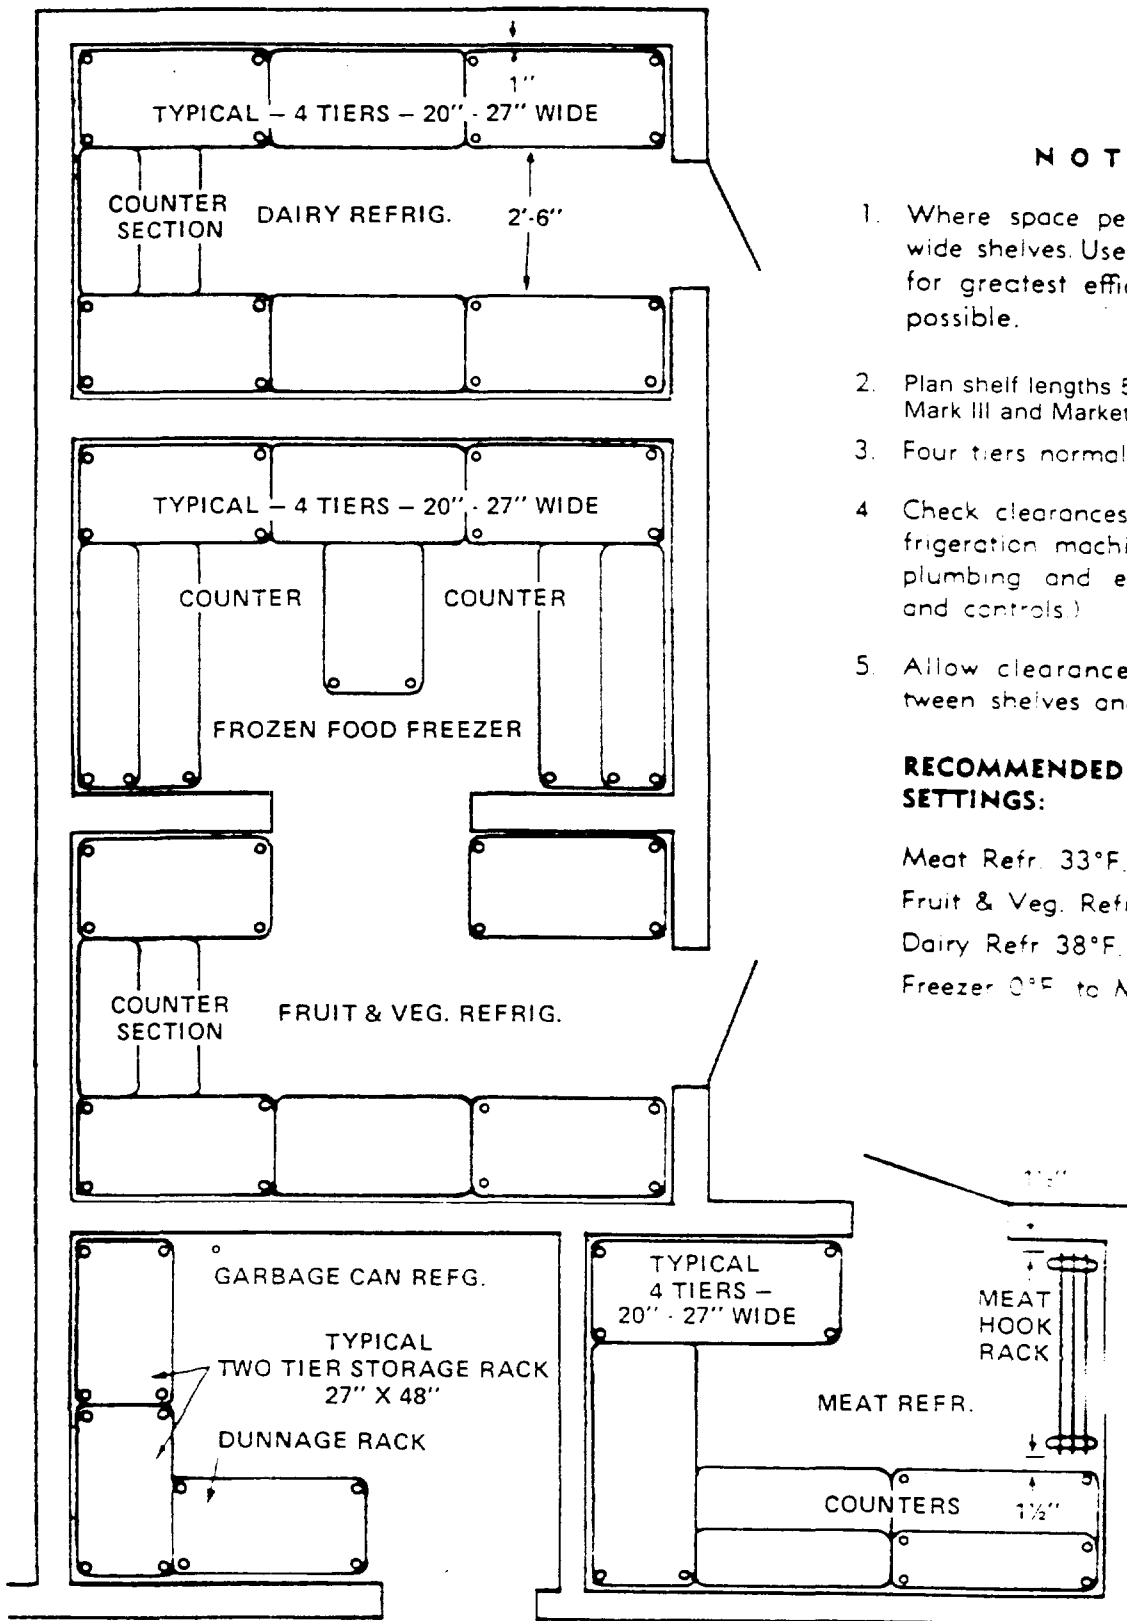 1"
TYPICAL – 4 TIERS – 20" - 27" WIDE
COUNTER
SECTION
DAIRY REFRIG.
2'-6"
TYPICAL – 4 TIERS – 20" - 27" WIDE
COUNTER
COUNTER
FROZEN FOOD FREEZER
COUNTER
SECTION
FRUIT & VEG. REFRIG.
GARBAGE CAN REFG.
TYPICAL
TWO TIER STORAGE RACK
27" X 48"
DUNNAGE RACK
TYPICAL
4 TIERS –
20" - 27" WIDE
MEAT
HOOK
RACK
MEAT REFR.
COUNTERS
1½"
N O T
1. Where space pe
wide shelves. Use
for greatest effi
possible.
2. Plan shelf lengths 5
Mark III and Market
3. Four tiers normal
4 Check clearances
frigeration machi
plumbing and e
and controls.)
5. Allow clearance
tween shelves an
RECOMMENDED
SETTINGS:
Meat Refr. 33°F.
Fruit & Veg. Refr
Dairy Refr 38°F.
Freezer 0°F. to